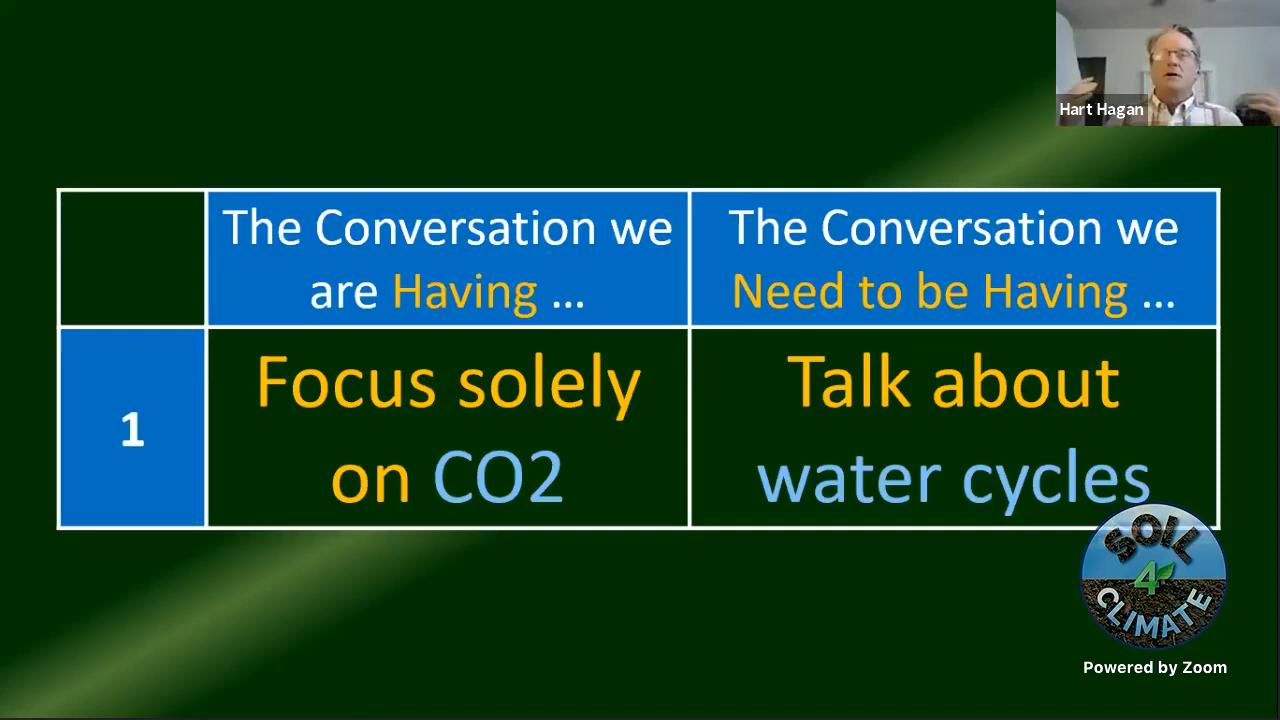 Hart Hagan
The Conversation we
are Having ...
The Conversation we
Need to be Having ...
1
Focus solely
on CO2
Talk about
water cycles
SOIL
4
CLIMATE
Powered by Zoom